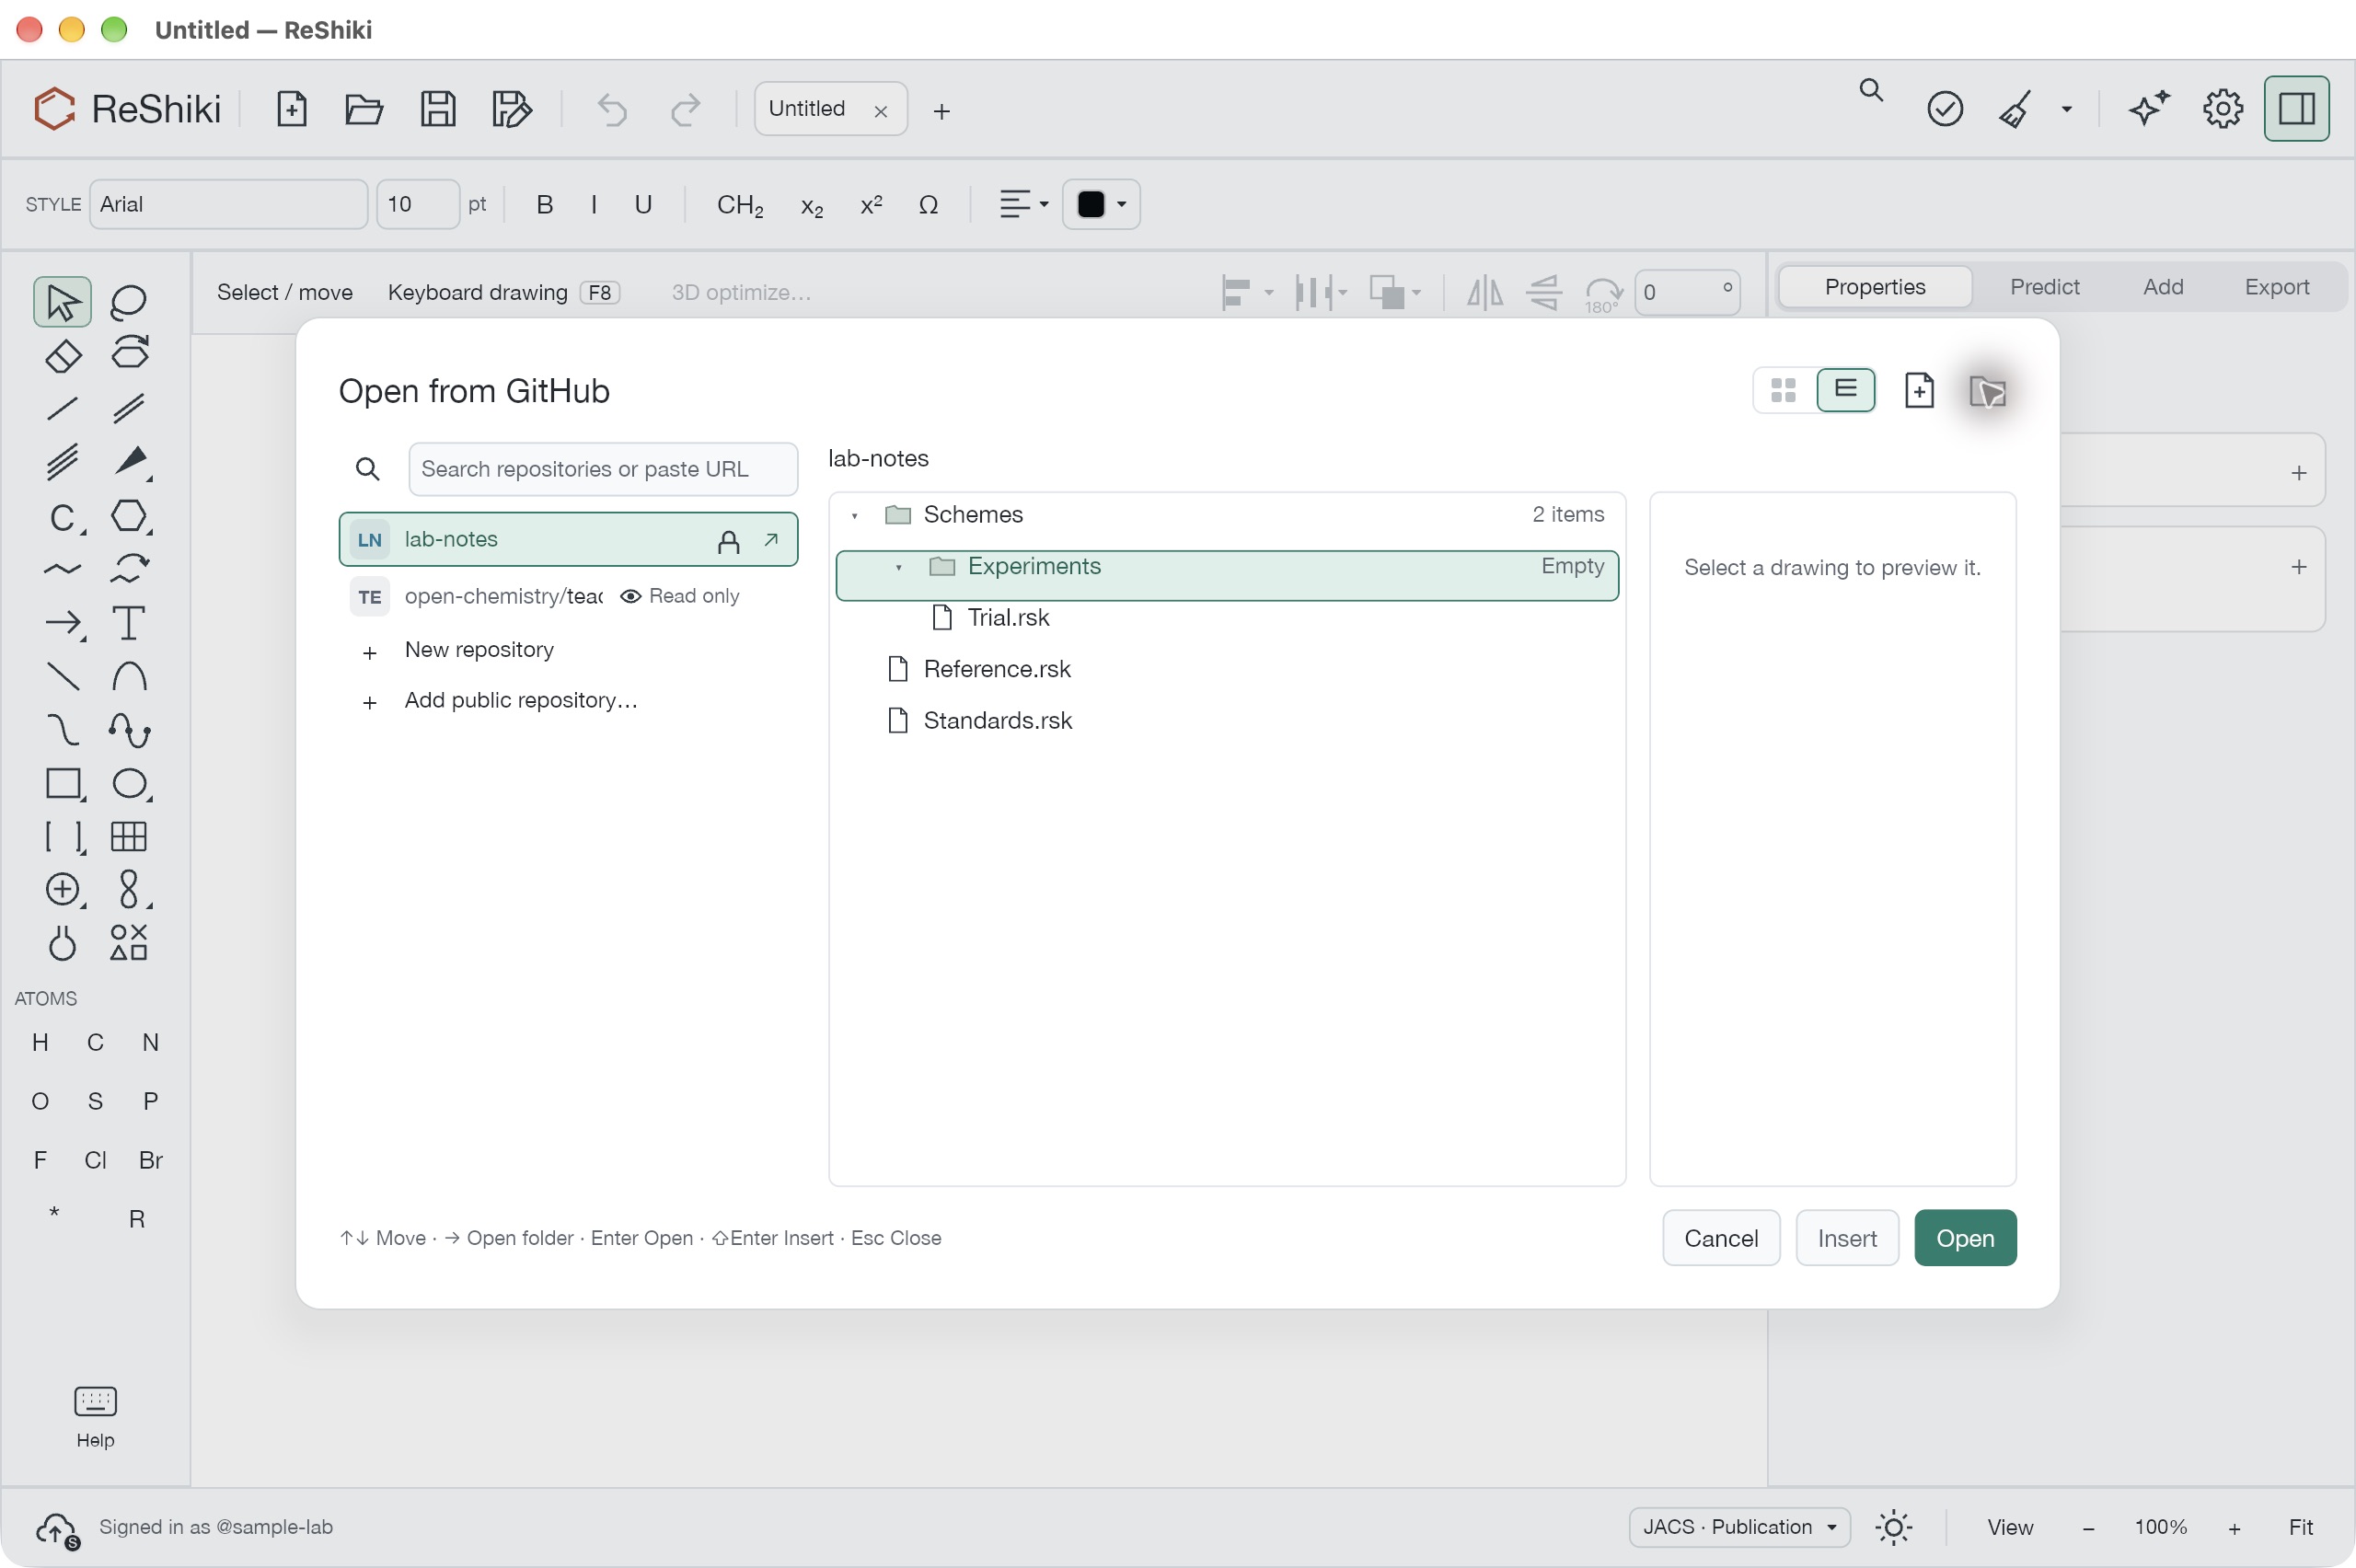 Untitled — ReShiki
ReShiki
Untitled
STYLE Arial 10 pt B I U CH₂ x₂ x² Ω
Select / move Keyboard drawing F8 3D optimize… 180° 0 °
Properties Predict Add Export
Open from GitHub
Search repositories or paste URL
lab-notes
LN lab-notes
TE open-chemistry/teac Read only
+ New repository
+ Add public repository…
Schemes 2 items
Experiments Empty
Trial.rsk
Reference.rsk
Standards.rsk
Select a drawing to preview it.
↑↓ Move · → Open folder · Enter Open · ⇧Enter Insert · Esc Close
Cancel Insert Open
C
T
[ ]
ATOMS
H C N
O S P
F Cl Br
* R
Help
S
Signed in as @sample-lab
JACS · Publication
View − 100% + Fit